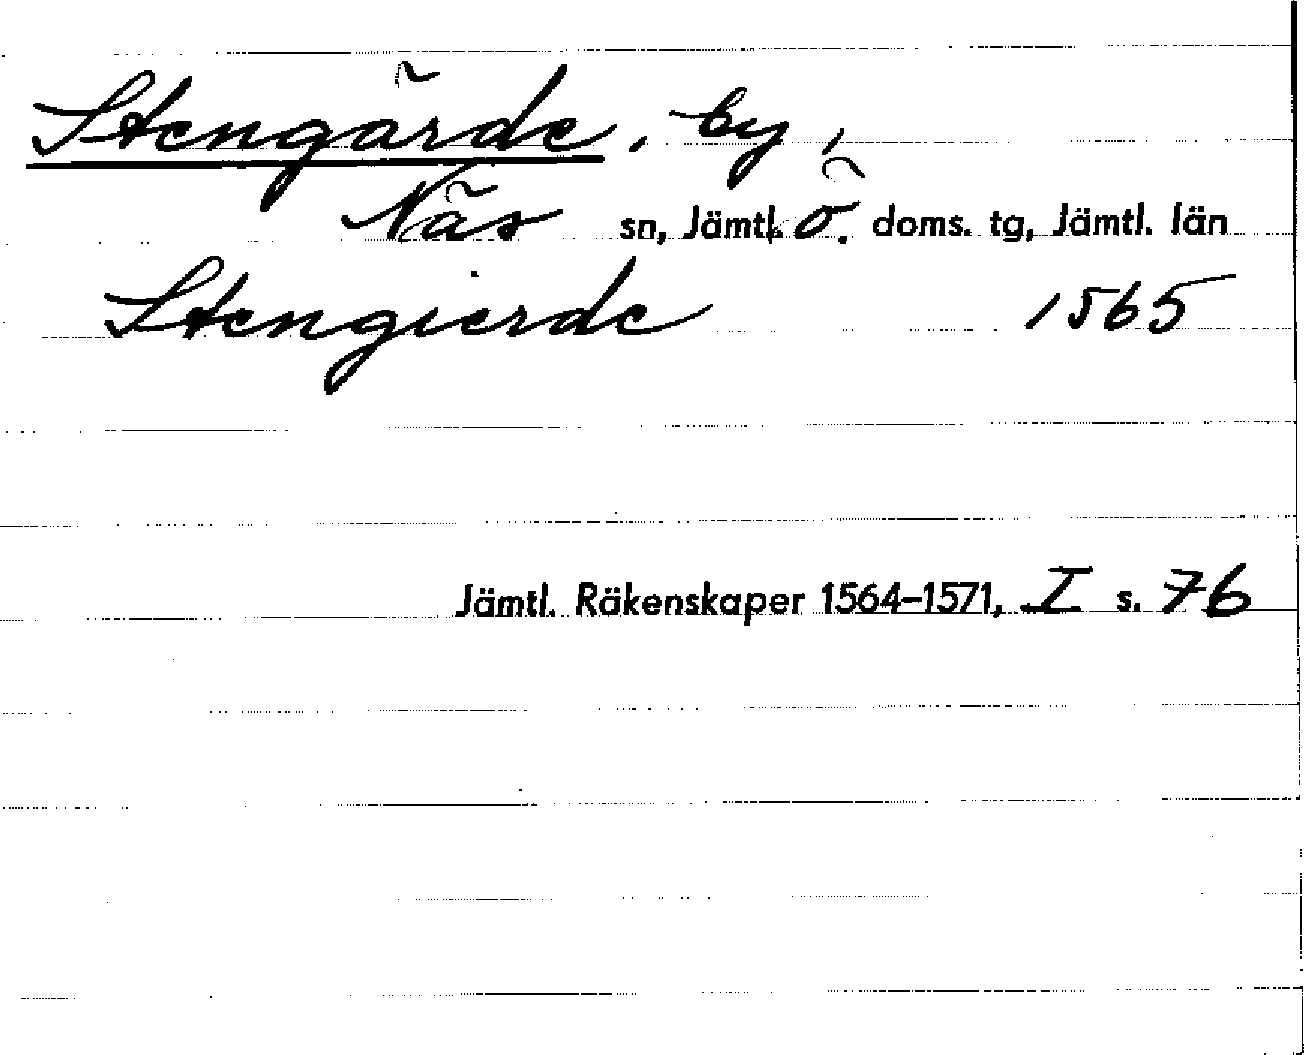 Stengärde, by,
Näs sn, Jämtl. ö. doms. tg, Jämtl. län
Stengierde 1565
Jämtl. Räkenskaper 1564-1571, I s. 76